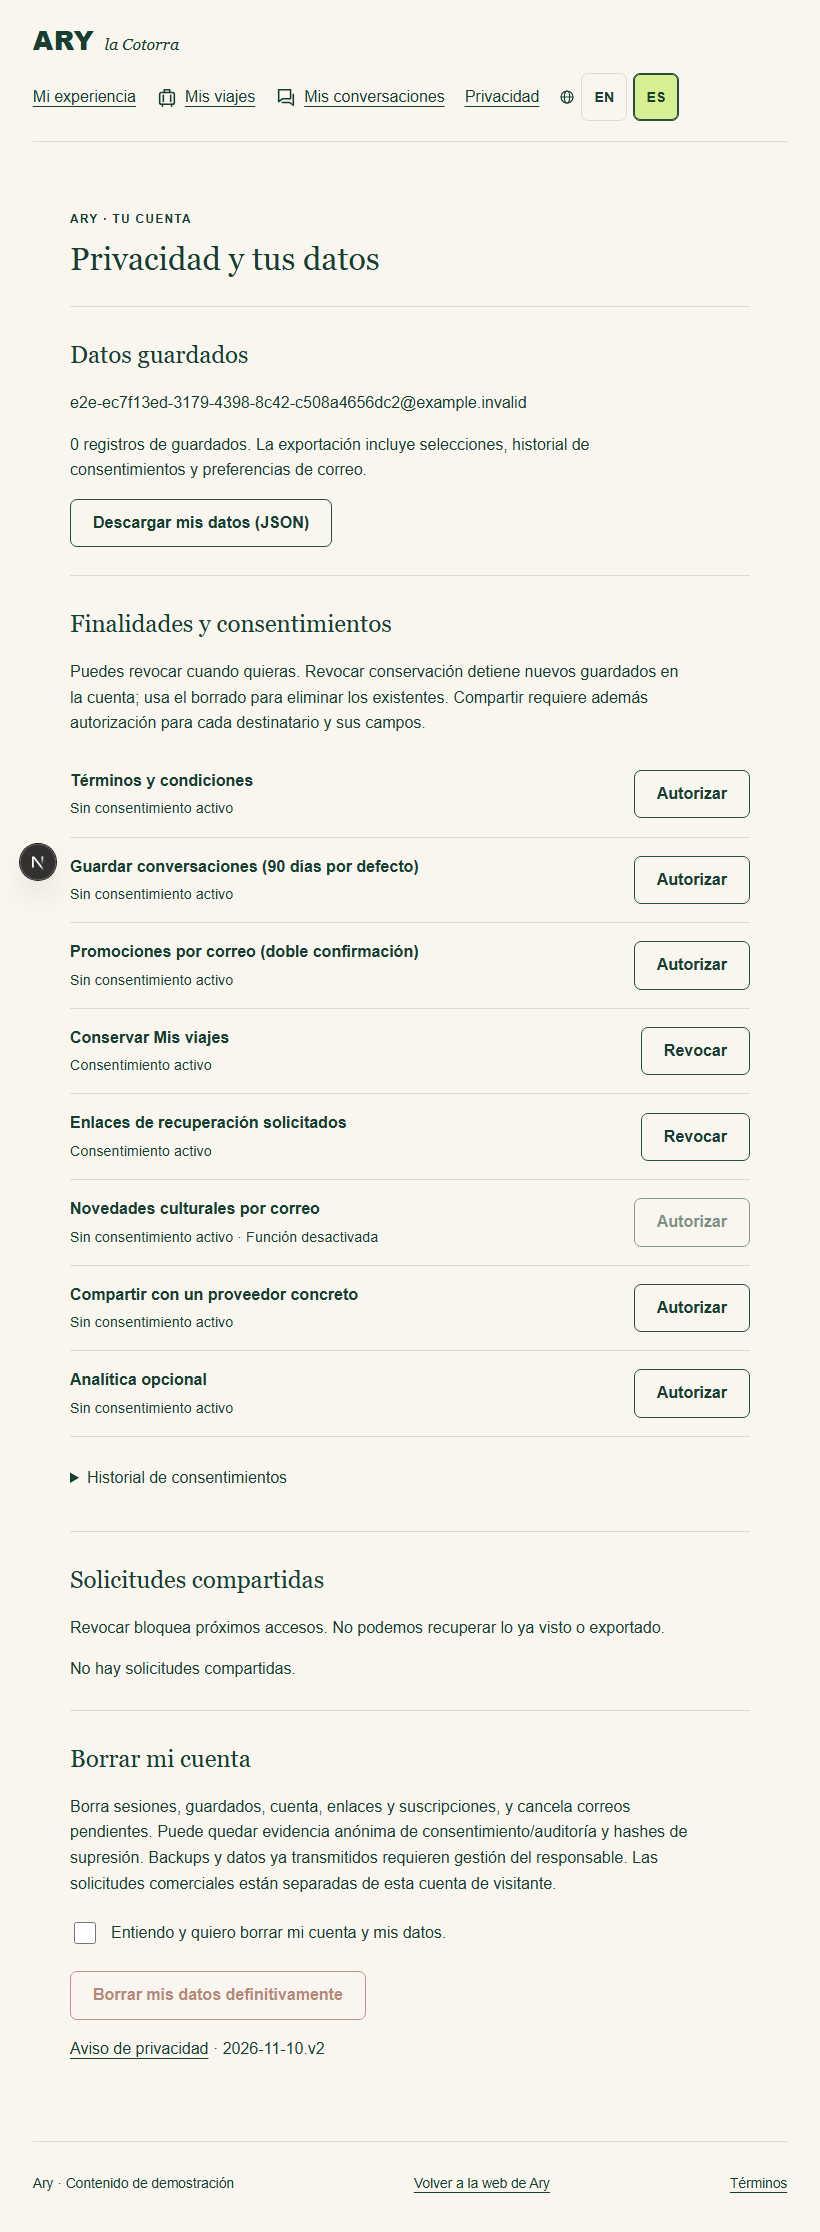 ARY la Cotorra
Mi experiencia Mis viajes Mis conversaciones Privacidad EN ES
ARY · TU CUENTA
Privacidad y tus datos
Datos guardados
e2e-ec7f13ed-3179-4398-8c42-c508a4656dc2@example.invalid
0 registros de guardados. La exportación incluye selecciones, historial de
consentimientos y preferencias de correo.
Descargar mis datos (JSON)
Finalidades y consentimientos
Puedes revocar cuando quieras. Revocar conservación detiene nuevos guardados en
la cuenta; usa el borrado para eliminar los existentes. Compartir requiere además
autorización para cada destinatario y sus campos.
Términos y condiciones
Sin consentimiento activo
Autorizar
N
Guardar conversaciones (90 días por defecto)
Sin consentimiento activo
Autorizar
Promociones por correo (doble confirmación)
Sin consentimiento activo
Autorizar
Conservar Mis viajes
Consentimiento activo
Revocar
Enlaces de recuperación solicitados
Consentimiento activo
Revocar
Novedades culturales por correo
Sin consentimiento activo · Función desactivada
Autorizar
Compartir con un proveedor concreto
Sin consentimiento activo
Autorizar
Analítica opcional
Sin consentimiento activo
Autorizar
Historial de consentimientos
Solicitudes compartidas
Revocar bloquea próximos accesos. No podemos recuperar lo ya visto o exportado.
No hay solicitudes compartidas.
Borrar mi cuenta
Borra sesiones, guardados, cuenta, enlaces y suscripciones, y cancela correos
pendientes. Puede quedar evidencia anónima de consentimiento/auditoría y hashes de
supresión. Backups y datos ya transmitidos requieren gestión del responsable. Las
solicitudes comerciales están separadas de esta cuenta de visitante.
Entiendo y quiero borrar mi cuenta y mis datos.
Borrar mis datos definitivamente
Aviso de privacidad · 2026-11-10.v2
Ary · Contenido de demostración Volver a la web de Ary Términos